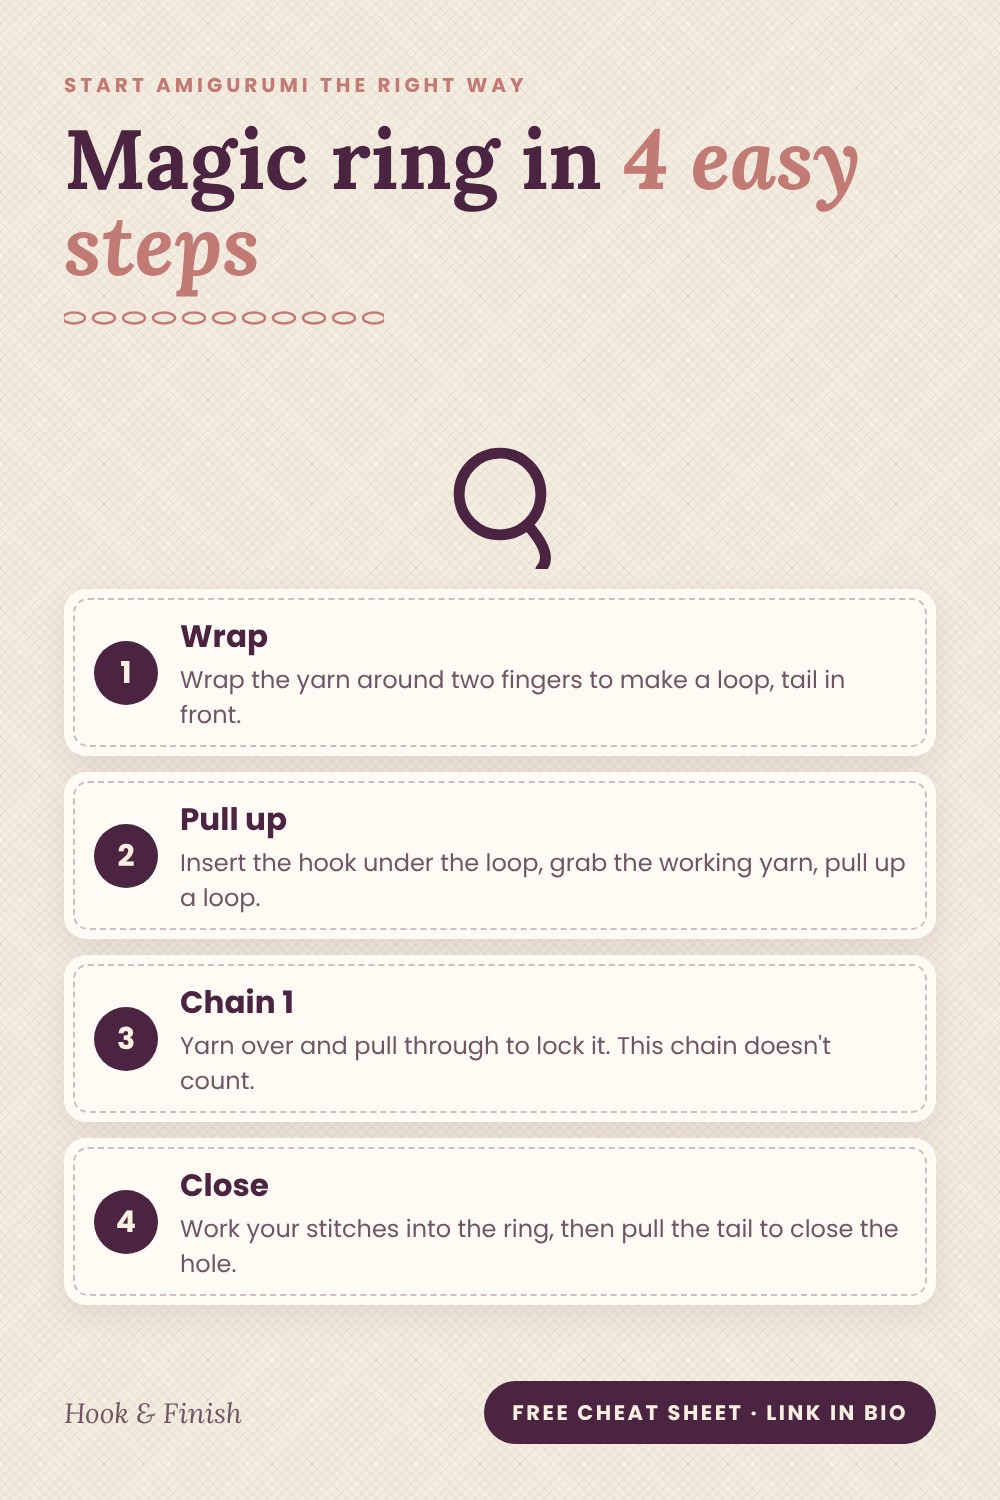 START AMIGURUMI THE RIGHT WAY
Magic ring in 4 easy
steps
1
Wrap
Wrap the yarn around two fingers to make a loop, tail in
front.
2
Pull up
Insert the hook under the loop, grab the working yarn, pull up
a loop.
3
Chain 1
Yarn over and pull through to lock it. This chain doesn't
count.
4
Close
Work your stitches into the ring, then pull the tail to close the
hole.
Hook & Finish
FREE CHEAT SHEET · LINK IN BIO